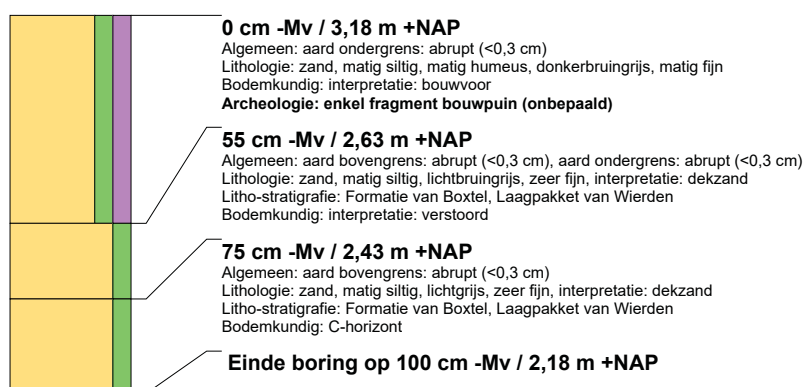 0 cm -Mv / 3,18 m +NAP
Algemeen: aard ondergrens: abrupt (<0,3 cm)
Lithologie: zand, matig siltig, matig humeus, donkerbruingrijs, matig fijn
Bodemkundig: interpretatie: bouwvoor
Archeologie: enkel fragment bouwpuin (onbepaald)
55 cm -Mv / 2,63 m +NAP
Algemeen: aard bovengrens: abrupt (<0,3 cm), aard ondergrens: abrupt (<0,3 cm)
Lithologie: zand, matig siltig, lichtbruingrijs, zeer fijn, interpretatie: dekzand
Litho-stratigrafie: Formatie van Boxtel, Laagpakket van Wierden
Bodemkundig: interpretatie: verstoord
75 cm -Mv / 2,43 m +NAP
Algemeen: aard bovengrens: abrupt (<0,3 cm)
Lithologie: zand, matig siltig, lichtgrijs, zeer fijn, interpretatie: dekzand
Litho-stratigrafie: Formatie van Boxtel, Laagpakket van Wierden
Bodemkundig: C-horizont
Einde boring op 100 cm -Mv / 2,18 m +NAP